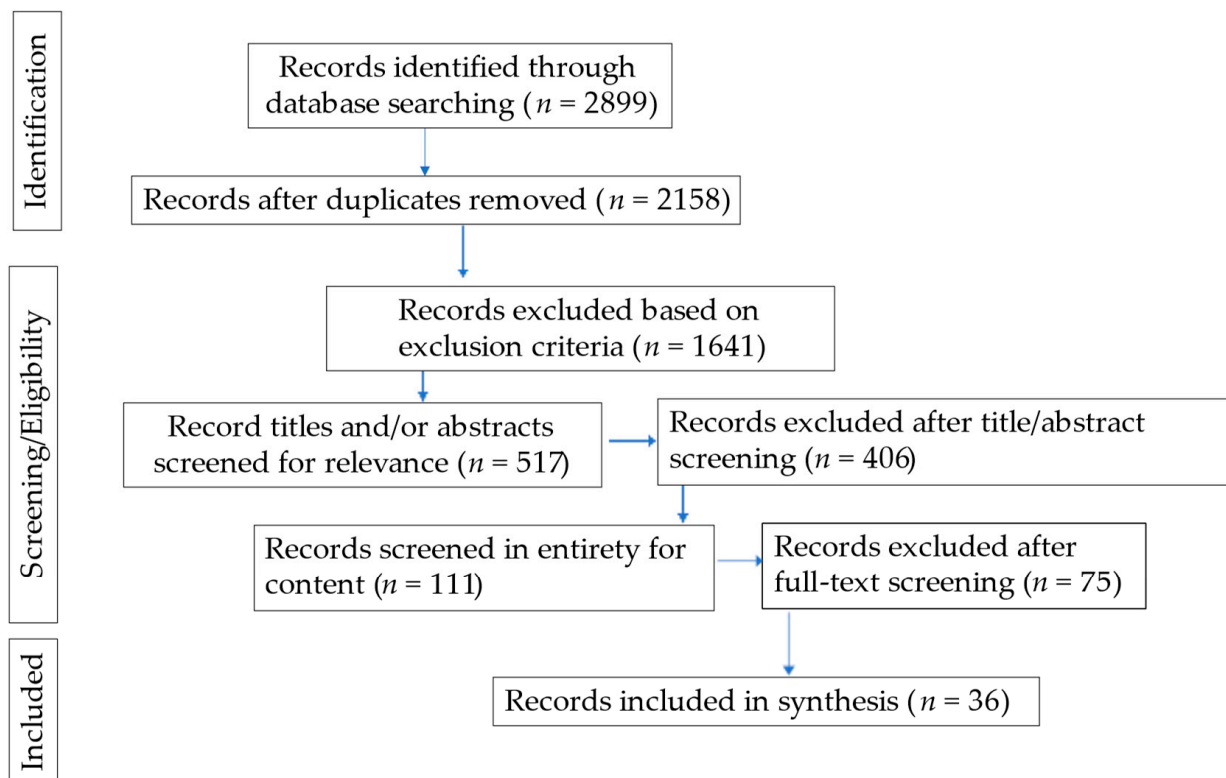 Identification
Records identified through
database searching (n = 2899)
Records after duplicates removed (n = 2158)
Screening/Eligibility
Records excluded based on
exclusion criteria (n = 1641)
Record titles and/or abstracts
screened for relevance (n = 517)
Records excluded after title/abstract
screening (n = 406)
Records screened in entirety for
content (n = 111)
Records excluded after
full-text screening (n = 75)
Included
Records included in synthesis (n = 36)